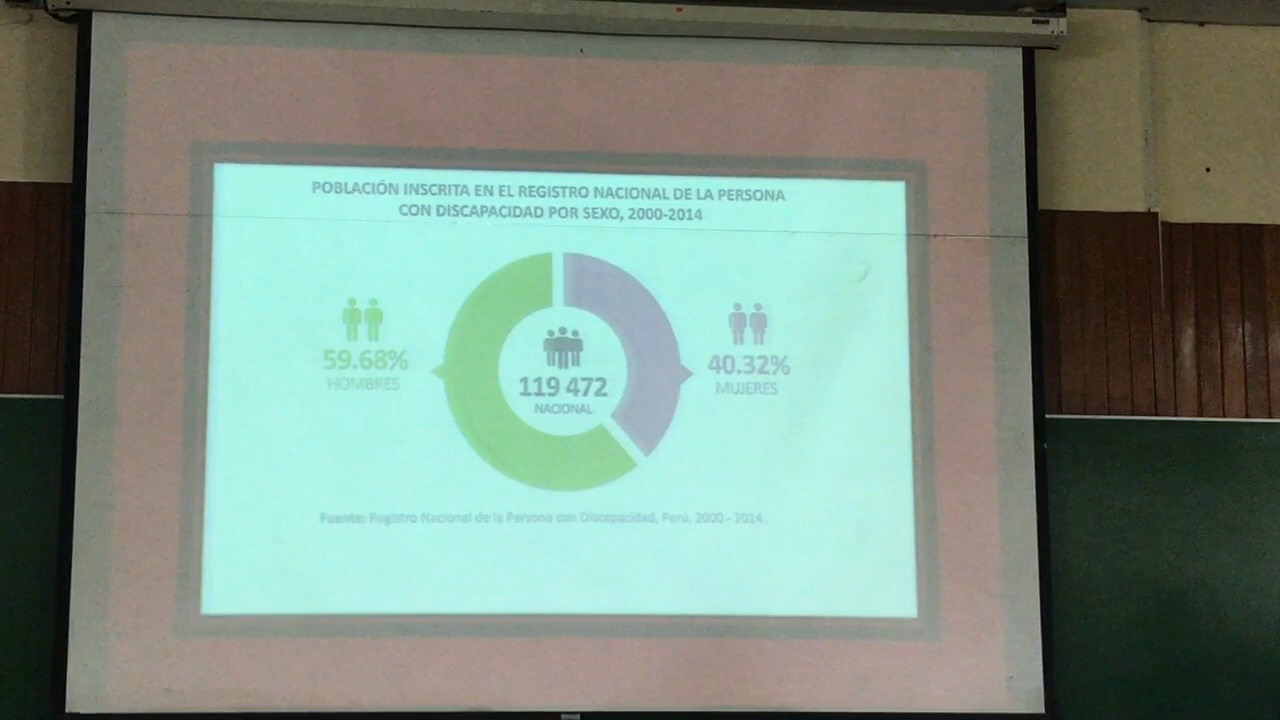 POBLACIÓN INSCRITA EN EL REGISTRO NACIONAL DE LA PERSONA
CON DISCAPACIDAD POR SEXO, 2000-2014
59.68%
HOMBRES
119 472
NACIONAL
40.32%
MUJERES
Fuente: Registro Nacional de la Persona con Discapacidad, Perú, 2000 - 2014.